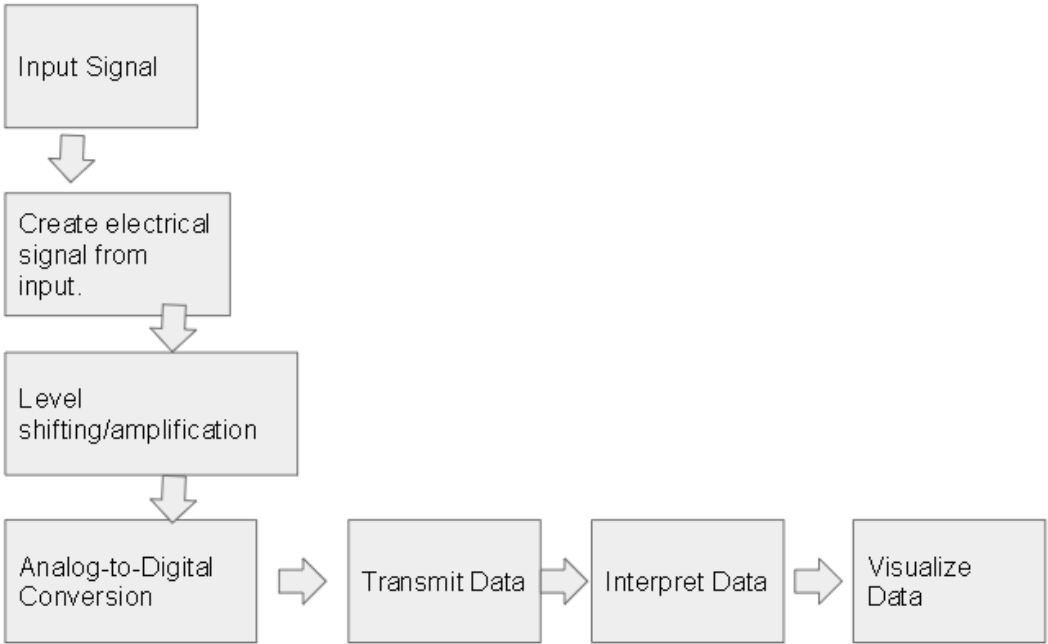 Input Signal
Create electrical
signal from
input.
Level
shifting/amplification
Analog-to-Digital
Conversion
Transmit Data
Interpret Data
Visualize
Data